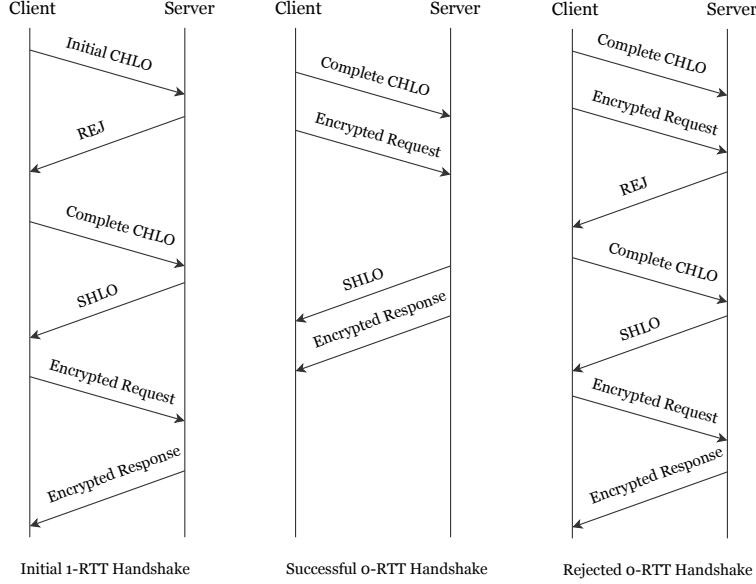 Client Server
Initial CHLO
REJ
Complete CHLO
SHLO
Encrypted Request
Encrypted Response
Initial 1-RTT Handshake
Client Server
Complete CHLO
Encrypted Request
SHLO
Encrypted Response
Successful 0-RTT Handshake
Client Server
Complete CHLO
Encrypted Request
REJ
Complete CHLO
SHLO
Encrypted Request
Encrypted Response
Rejected 0-RTT Handshake